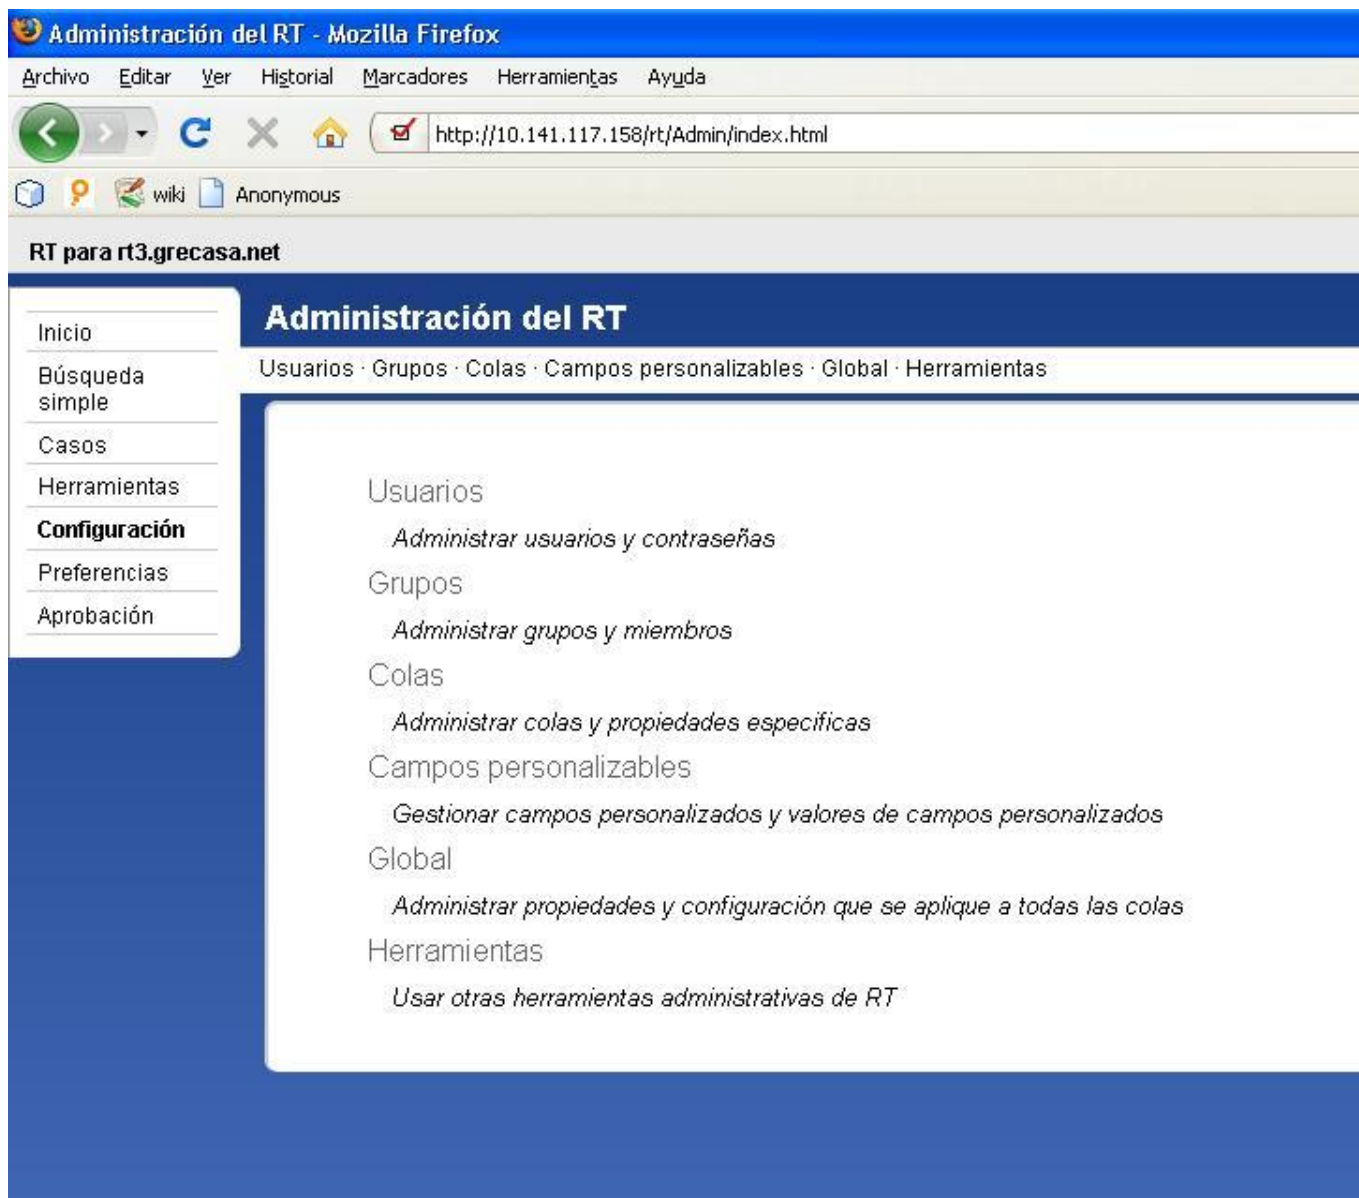 Administración del RT - Mozilla Firefox
Archivo Editar Ver Historial Marcadores Herramientas Ayuda
http://10.141.117.158/rt/Admin/index.html
wiki Anonymous
RT para rt3.grecasa.net
Inicio
Búsqueda
simple
Casos
Herramientas
Configuración
Preferencias
Aprobación
Administración del RT
Usuarios · Grupos · Colas · Campos personalizables · Global · Herramientas
Usuarios
Administrar usuarios y contraseñas
Grupos
Administrar grupos y miembros
Colas
Administrar colas y propiedades especificas
Campos personalizables
Gestionar campos personalizados y valores de campos personalizados
Global
Administrar propiedades y configuración que se aplique a todas las colas
Herramientas
Usar otras herramientas administrativas de RT